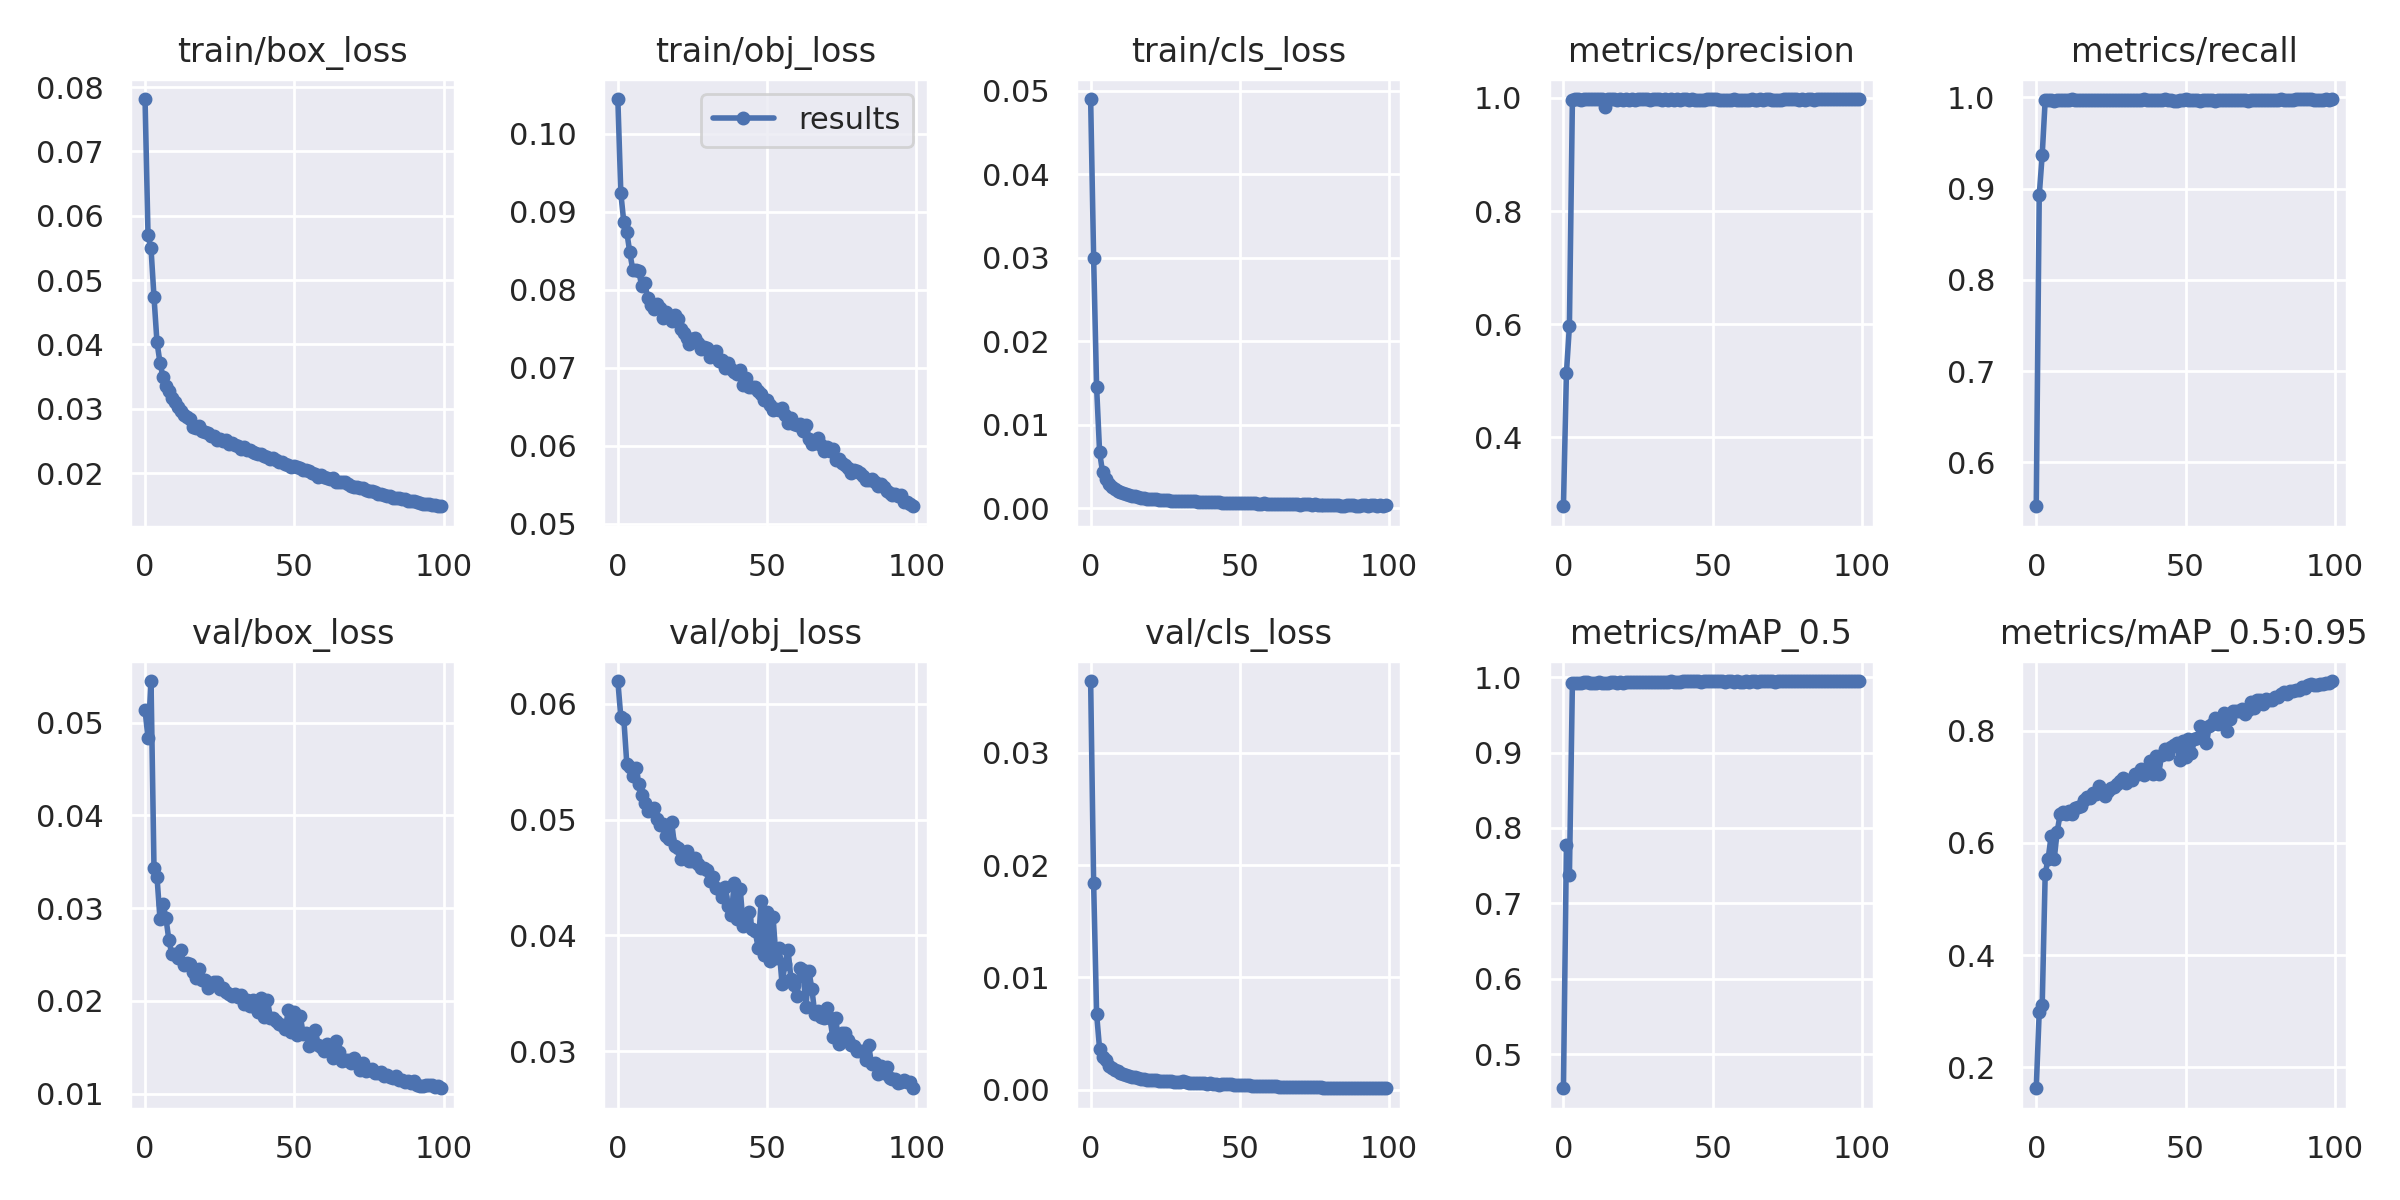 train/box_loss
0.08
0.07
0.06
0.05
0.04
0.03
0.02
0 50 100
train/obj_loss
results
0.10
0.09
0.08
0.07
0.06
0.05
0 50 100
train/cls_loss
0.05
0.04
0.03
0.02
0.01
0.00
0 50 100
metrics/precision
1.0
0.8
0.6
0.4
0 50 100
metrics/recall
1.0
0.9
0.8
0.7
0.6
0 50 100
val/box_loss
0.05
0.04
0.03
0.02
0.01
0 50 100
val/obj_loss
0.06
0.05
0.04
0.03
0 50 100
val/cls_loss
0.03
0.02
0.01
0.00
0 50 100
metrics/mAP_0.5
1.0
0.9
0.8
0.7
0.6
0.5
0 50 100
metrics/mAP_0.5:0.95
0.8
0.6
0.4
0.2
0 50 100